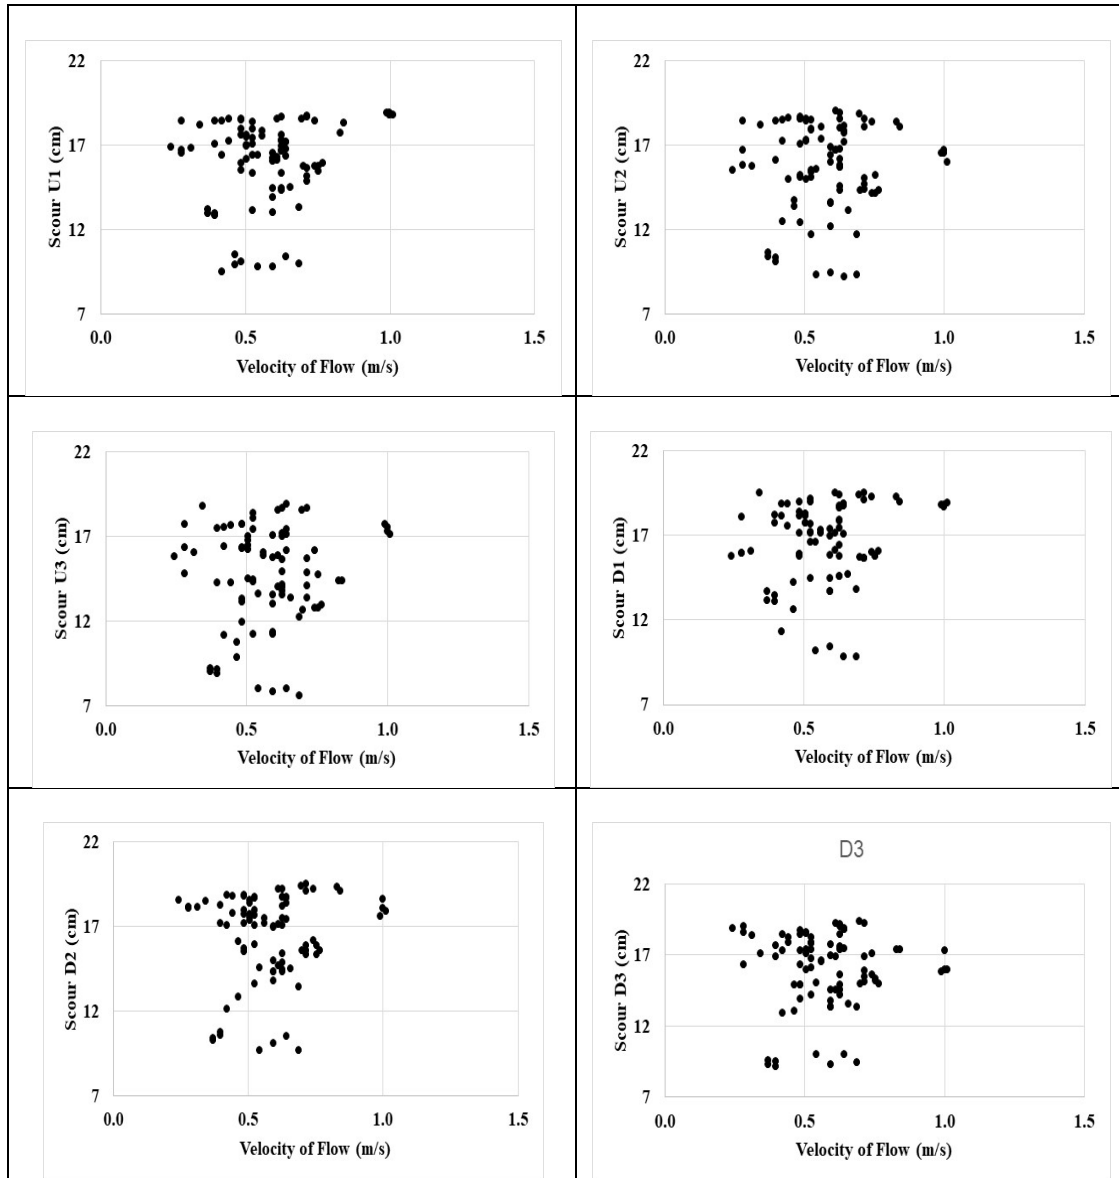 22
17
12
7
0.0 0.5 1.0 1.5
Scour U1 (cm)
Velocity of Flow (m/s)
22
17
12
7
0.0 0.5 1.0 1.5
Scour U2 (cm)
Velocity of Flow (m/s)
22
17
12
7
0.0 0.5 1.0 1.5
Scour U3 (cm)
Velocity of Flow (m/s)
22
17
12
7
0.0 0.5 1.0 1.5
Scour D1 (cm)
Velocity of Flow (m/s)
22
17
12
7
0.0 0.5 1.0 1.5
Scour D2 (cm)
Velocity of Flow (m/s)
D3
22
17
12
7
0.0 0.5 1.0 1.5
Scour D3 (cm)
Velocity of Flow (m/s)